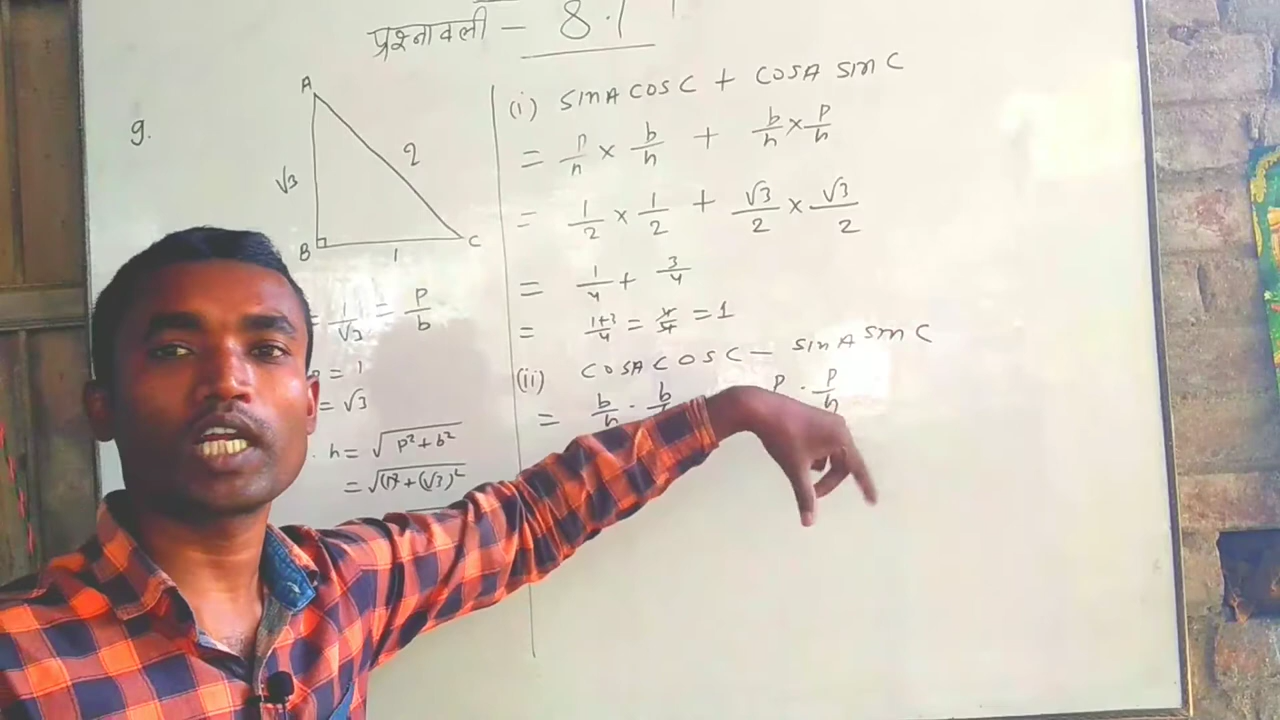 प्रश्नावली - 8.1
9.
A
√3
2
B
1
C
= 1/√3 = P/b
= 1
= √3
h = √P² + b²
= √(1)² + (√3)²
(i) sinA cosC + cosA sinC
= P/h × b/h + b/h × P/h
= 1/2 × 1/2 + √3/2 × √3/2
= 1/4 + 3/4
= 1+3/4 = 4/4 = 1
(ii) cosA cosC - sinA sinC
= b/h · b/ P · P/h